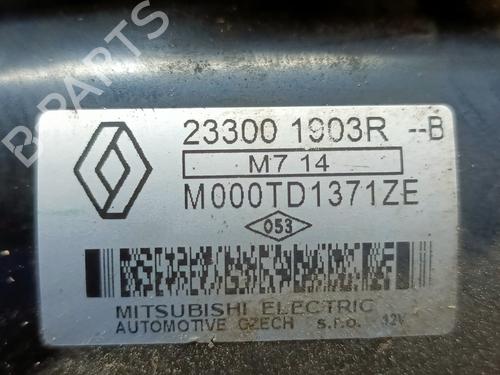 B-PARTS
23300 1903R --B
M7 14
M000TD1371ZE
053
MITSUBISHI ELECTRIC
AUTOMOTIVE CZECH s.r.o. 12V